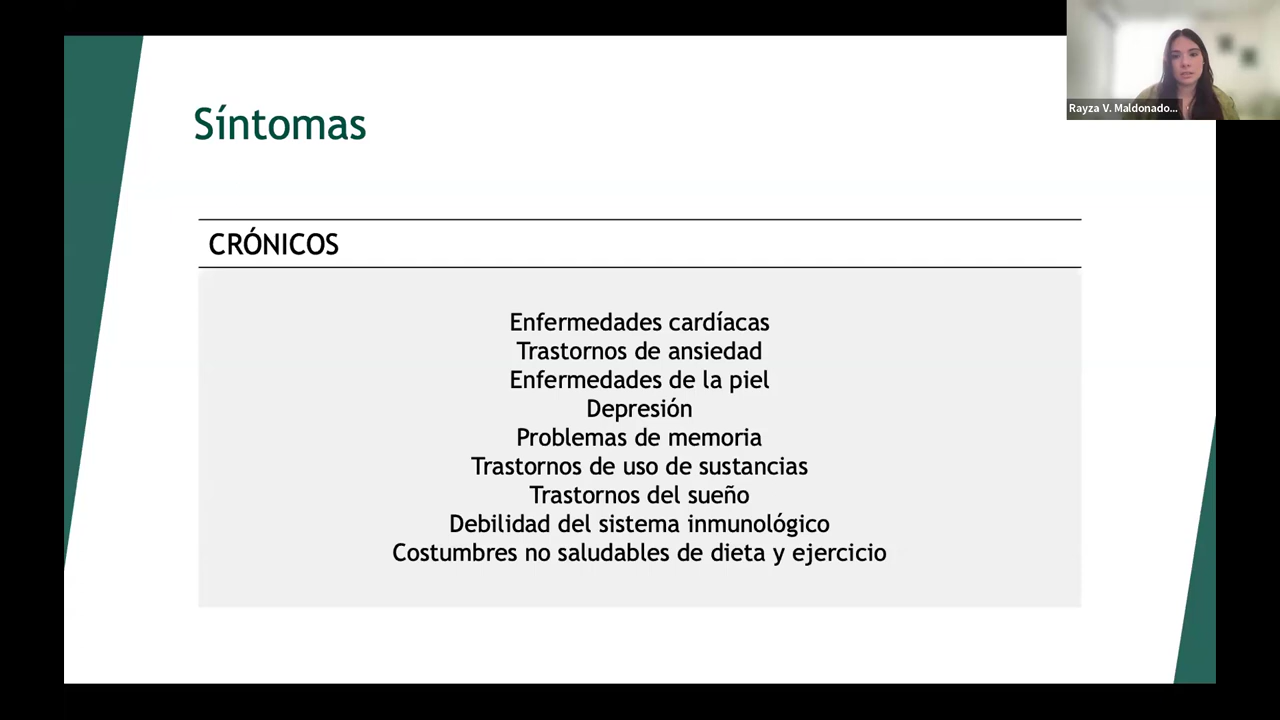 Síntomas
Rayza V. Maldonado...
CRÓNICOS
Enfermedades cardíacas
Trastornos de ansiedad
Enfermedades de la piel
Depresión
Problemas de memoria
Trastornos de uso de sustancias
Trastornos del sueño
Debilidad del sistema inmunológico
Costumbres no saludables de dieta y ejercicio